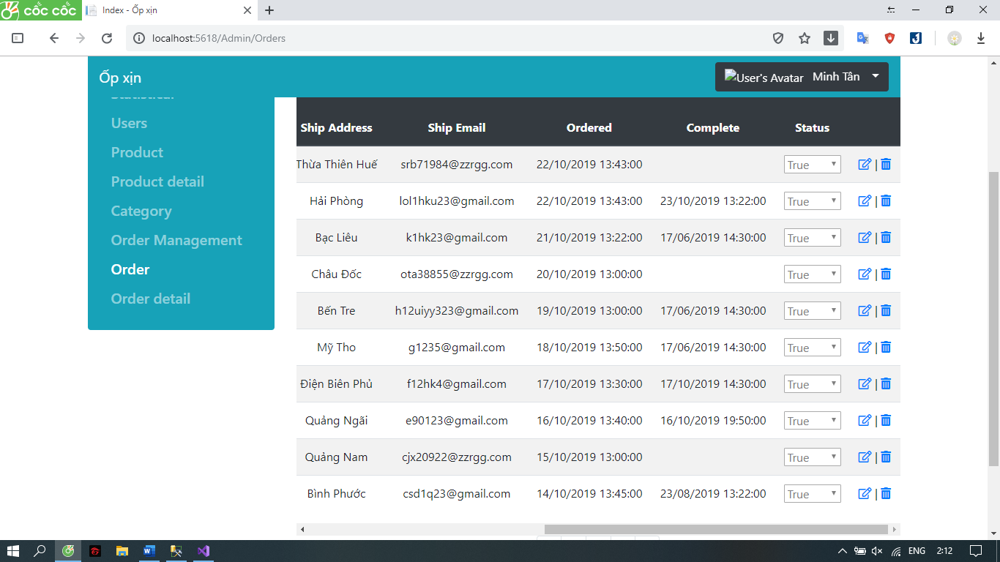 cốc cốc
Index - Ốp xịn
localhost:5618/Admin/Orders
Ốp xịn
User's Avatar Minh Tân
Statistical
Users
Product
Product detail
Category
Order Management
Order
Order detail
Ship Address Ship Email Ordered Complete Status
Thừa Thiên Huế srb71984@zzrgg.com 22/10/2019 13:43:00 True |
Hải Phòng lol1hku23@gmail.com 22/10/2019 13:43:00 23/10/2019 13:22:00 True |
Bạc Liêu k1hk23@gmail.com 21/10/2019 13:22:00 17/06/2019 14:30:00 True |
Châu Đốc ota38855@zzrgg.com 20/10/2019 13:00:00 True |
Bến Tre h12uiyy323@gmail.com 19/10/2019 13:00:00 17/06/2019 14:30:00 True |
Mỹ Tho g1235@gmail.com 18/10/2019 13:50:00 17/06/2019 14:30:00 True |
Điện Biên Phủ f12hk4@gmail.com 17/10/2019 13:30:00 17/10/2019 14:30:00 True |
Quảng Ngãi e90123@gmail.com 16/10/2019 13:40:00 16/10/2019 19:50:00 True |
Quảng Nam cjx20922@zzrgg.com 15/10/2019 13:00:00 True |
Bình Phước csd1q23@gmail.com 14/10/2019 13:45:00 23/08/2019 13:22:00 True |
ENG 2:12